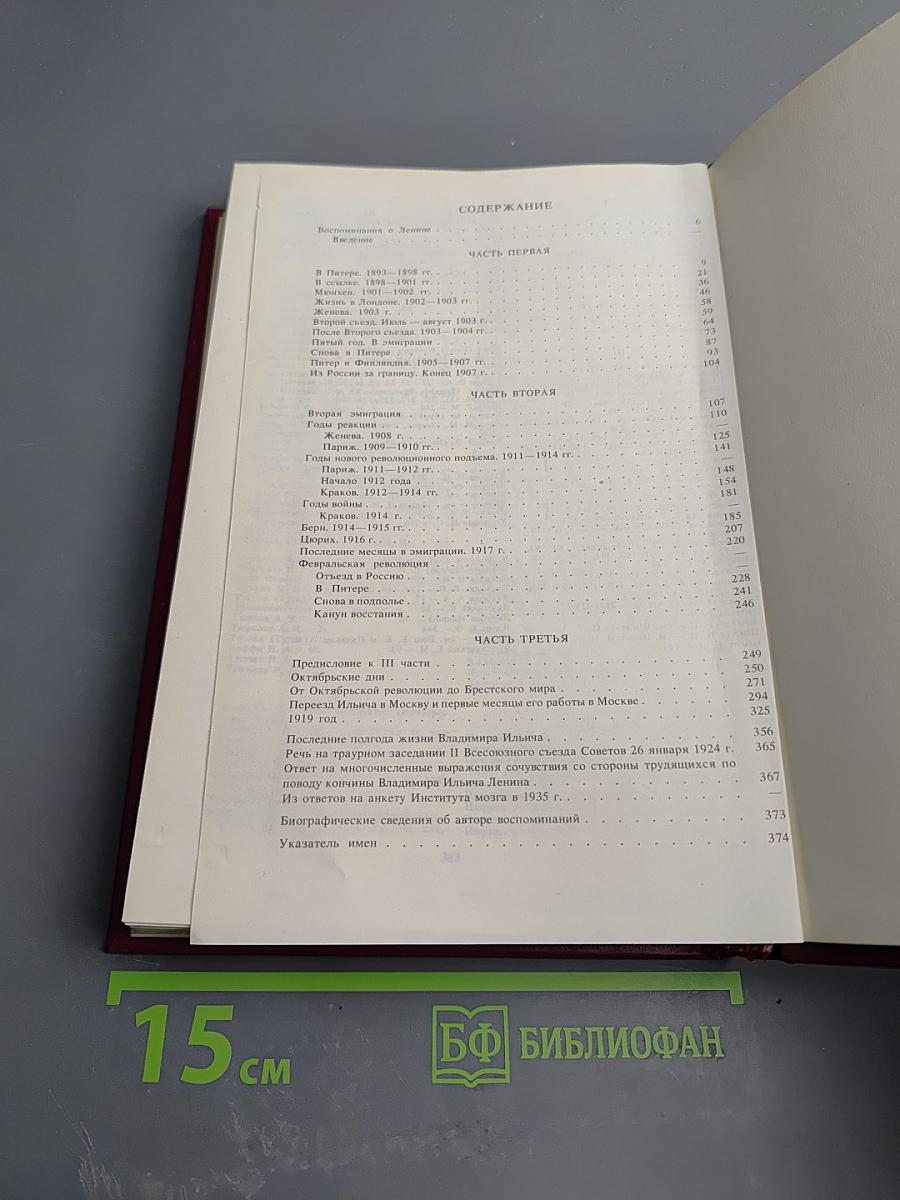 СОДЕРЖАНИЕ
Воспоминания о Ленине . . . . . . . . . . . . . . . 6
Введение . . . . . . . . . . . . . . . —
ЧАСТЬ ПЕРВАЯ
В Питере. 1893—1898 гг. . . . . . . . . . . . . . . 9
В ссылке. 1898—1901 гг. . . . . . . . . . . . . . . 21
Мюнхен. 1901—1902 гг. . . . . . . . . . . . . . . 36
Жизнь в Лондоне. 1902—1903 гг. . . . . . . . . . . . . . . 46
Женева. 1903 г. . . . . . . . . . . . . . . 58
Второй съезд. Июль — август 1903 г. . . . . . . . . . . . . . . 59
После Второго съезда. 1903—1904 гг. . . . . . . . . . . . . . . 64
Пятый год. В эмиграции . . . . . . . . . . . . . . . 73
Снова в Питере . . . . . . . . . . . . . . . 87
Питер и Финляндия. 1905—1907 гг. . . . . . . . . . . . . . . 93
Из России за границу. Конец 1907 г. . . . . . . . . . . . . . . 104
ЧАСТЬ ВТОРАЯ
Вторая эмиграция . . . . . . . . . . . . . . . 107
Годы реакции . . . . . . . . . . . . . . . 110
Женева. 1908 г. . . . . . . . . . . . . . . —
Париж. 1909—1910 гг. . . . . . . . . . . . . . . 125
Годы нового революционного подъема. 1911—1914 гг. . . . . . . . . . . . . . . 141
Париж. 1911—1912 гг. . . . . . . . . . . . . . . —
Начало 1912 года . . . . . . . . . . . . . . . 148
Краков. 1912—1914 гг. . . . . . . . . . . . . . . 154
Годы войны . . . . . . . . . . . . . . . 181
Краков. 1914 г. . . . . . . . . . . . . . . —
Берн. 1914—1915 гг. . . . . . . . . . . . . . . 185
Цюрих. 1916 г. . . . . . . . . . . . . . . 207
Последние месяцы в эмиграции. 1917 г. . . . . . . . . . . . . . . 220
Февральская революция . . . . . . . . . . . . . . . —
Отъезд в Россию . . . . . . . . . . . . . . . —
В Питере . . . . . . . . . . . . . . . 228
Снова в подполье . . . . . . . . . . . . . . . 241
Канун восстания . . . . . . . . . . . . . . . 246
ЧАСТЬ ТРЕТЬЯ
Предисловие к III части . . . . . . . . . . . . . . . 249
Октябрьские дни . . . . . . . . . . . . . . . 250
От Октябрьской революции до Брестского мира . . . . . . . . . . 271
Переезд Ильича в Москву и первые месяцы его работы в Москве . . . . . . 294
1919 год . . . . . . . . . . . . . . . 325
Последние полгода жизни Владимира Ильича . . . . . . . . . . 356
Речь на траурном заседании II Всесоюзного съезда Советов 26 января 1924 г. 365
Ответ на многочисленные выражения сочувствия со стороны трудящихся по
поводу кончины Владимира Ильича Ленина . . . . . . . . . . 367
Из ответов на анкету Института мозга в 1935 г. . . . . . . . . . . —
Биографические сведения об авторе воспоминаний . . . . . . . . . 373
Указатель имен . . . . . . . . . . . . . . . 374
15 см
БФ БИБЛИОФАН